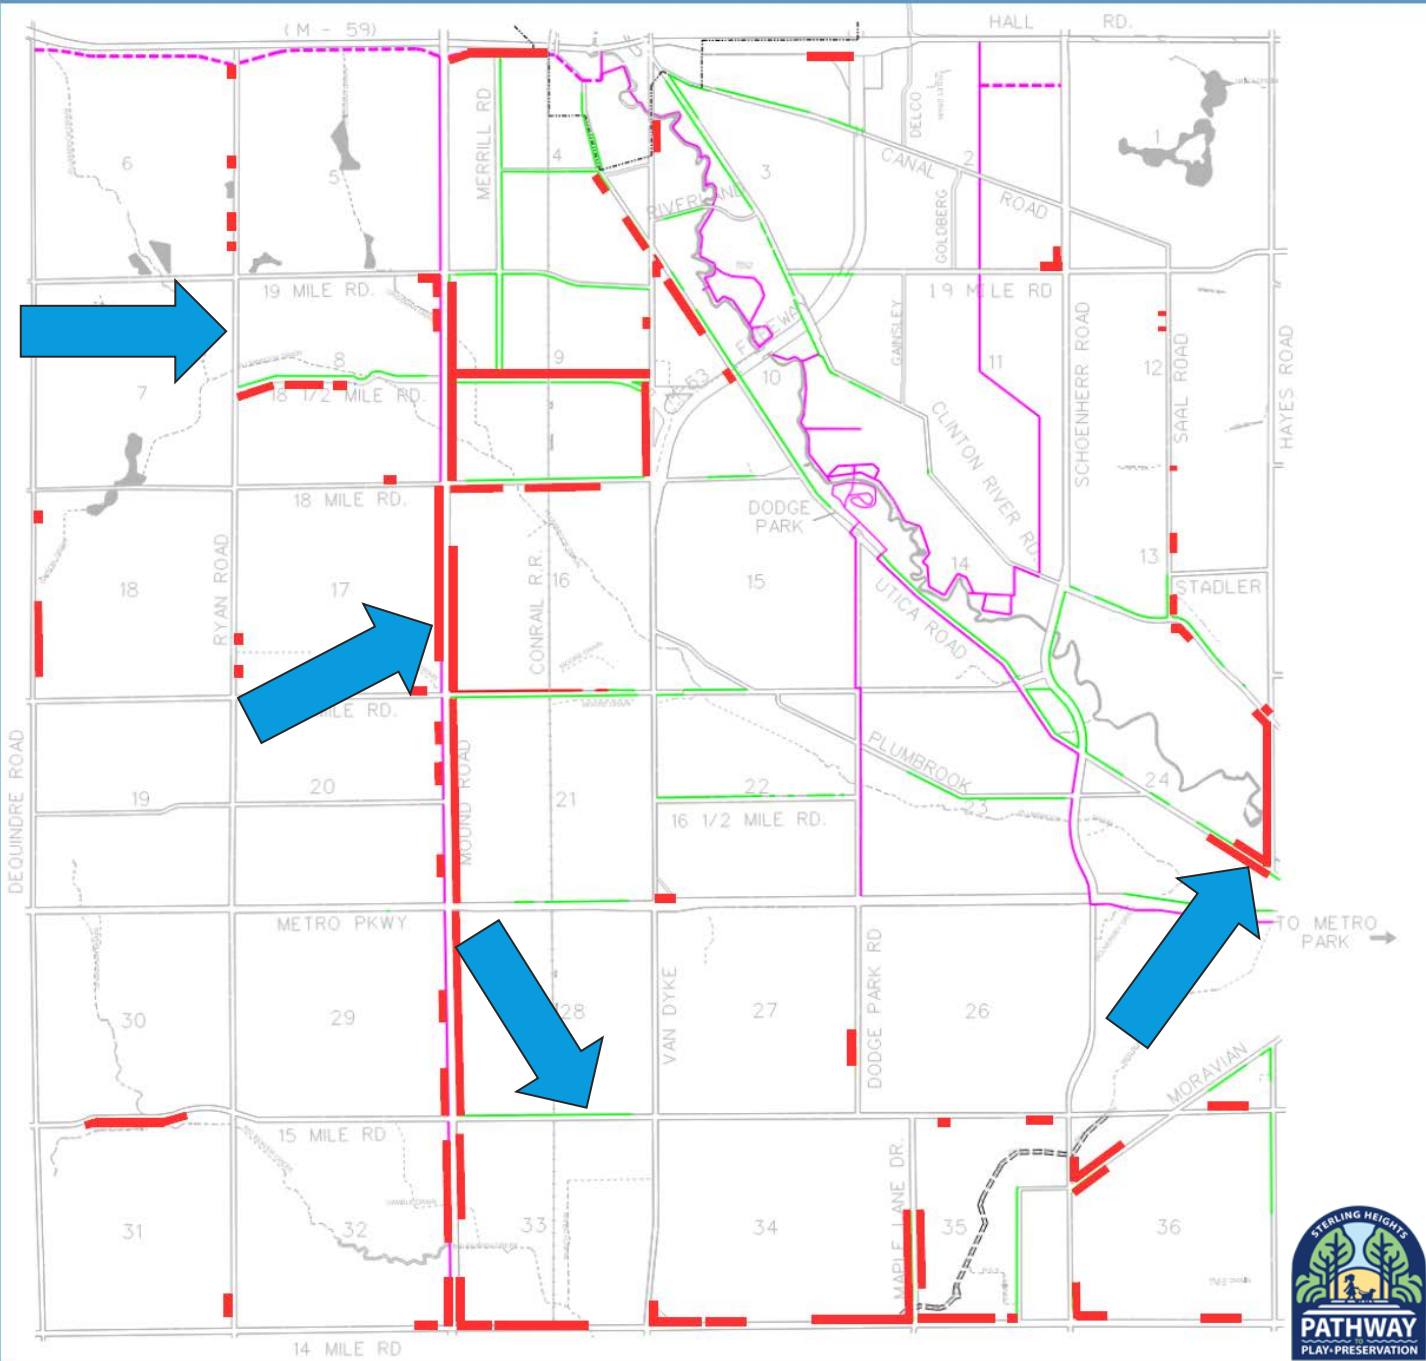 ( M - 59)
HALL RD.
MERRILL RD
DELCO
6
5
4
3
2
1
CANAL
ROAD
RIVERLAND
GOLDBERG
19 MILE RD.
19 MILE RD
GAINSLEY
SCHOENHERR ROAD
SAAL ROAD
HAYES ROAD
FREEWAY
M-53
7
8
9
10
11
12
18 1/2 MILE RD.
CLINTON RIVER RD.
18 MILE RD.
DODGE
PARK
RYAN ROAD
CONRAIL R.R.
18
17
16
15
14
13
STADLER
UTICA ROAD
MILE RD.
DEQUINDRE ROAD
MOUND ROAD
PLUMBROOK
19
20
21
22
23
24
16 1/2 MILE RD.
METRO PKWY
TO METRO
PARK
VAN DYKE
DODGE PARK RD
30
29
28
27
26
MORAVIAN
15 MILE RD
MAPLE LANE DR.
31
32
33
34
35
36
14 MILE RD
STERLING HEIGHTS
PATHWAY
TO
PLAY•PRESERVATION